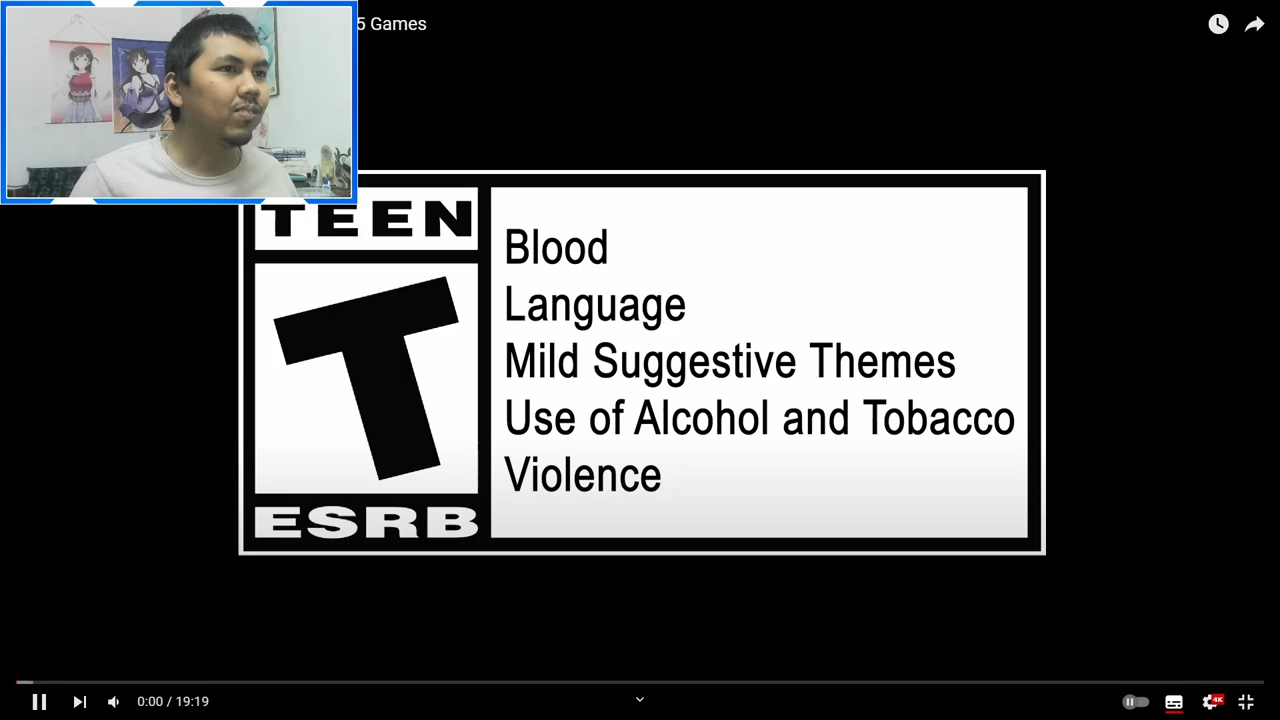 5 Games
TEEN
T
ESRB
Blood
Language
Mild Suggestive Themes
Use of Alcohol and Tobacco
Violence
0:00 / 19:19
4K